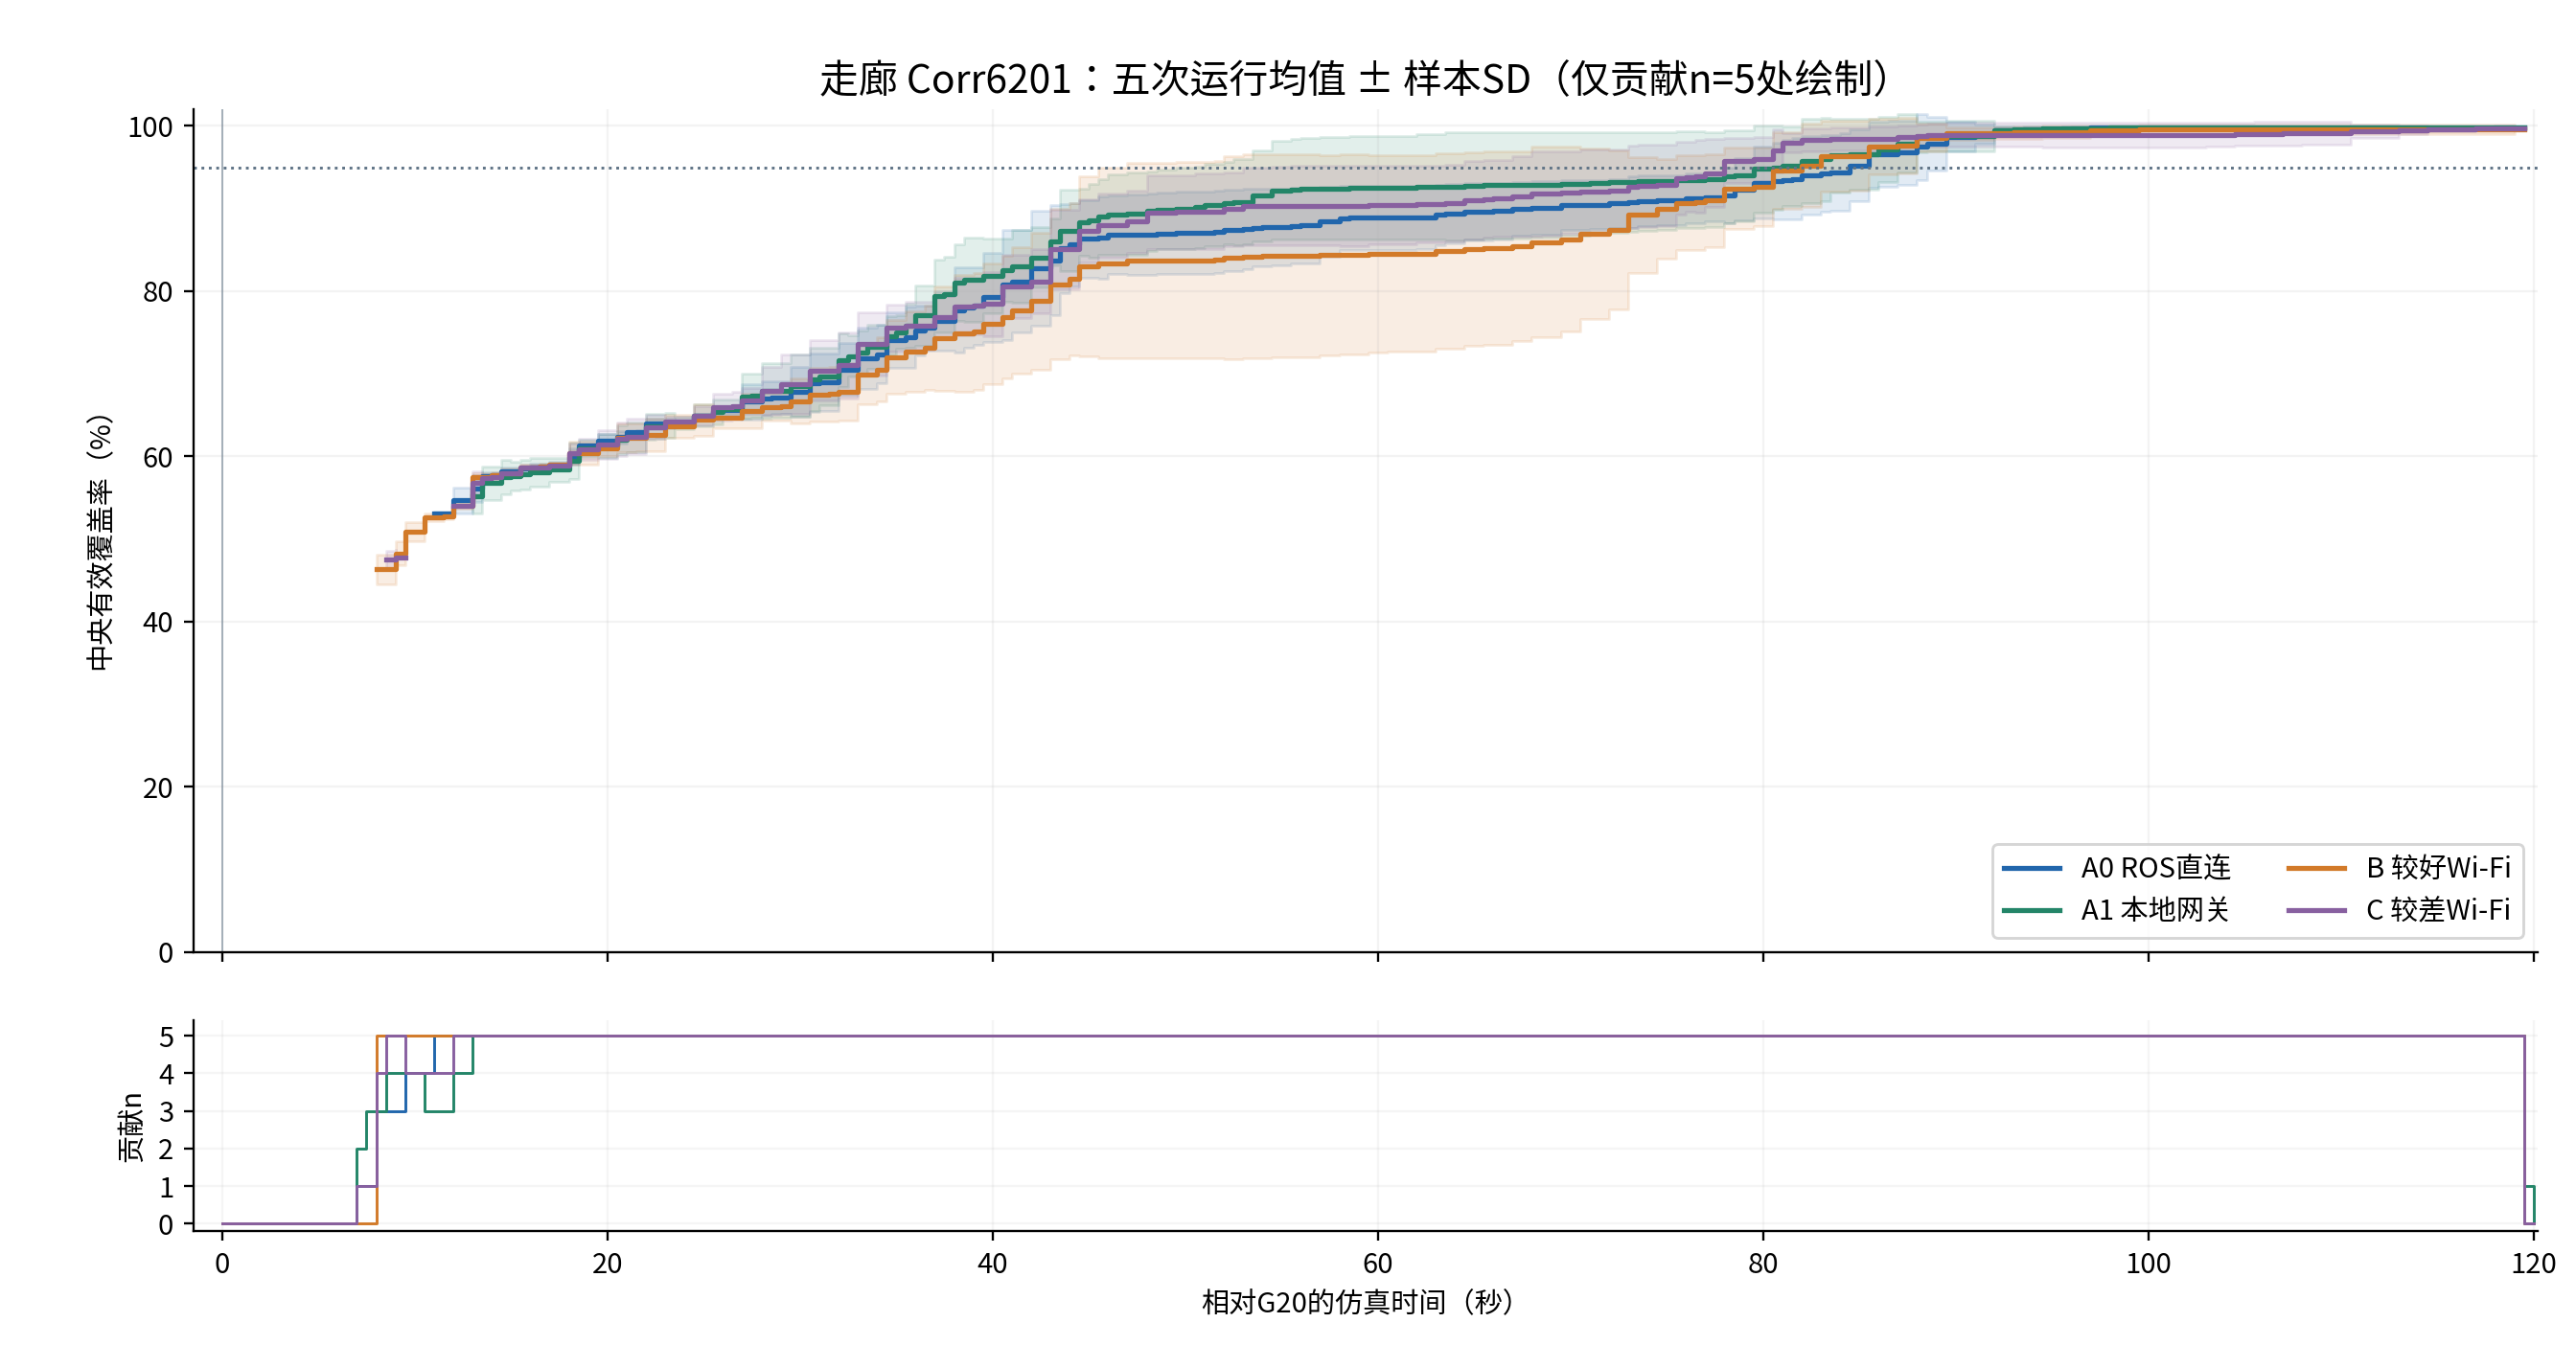 走廊 Corr6201：五次运行均值 ± 样本SD（仅贡献n=5处绘制）
中央有效覆盖率（%）
100
80
60
40
20
0
A0 ROS直连
A1 本地网关
B 较好Wi-Fi
C 较差Wi-Fi
贡献n
5
4
3
2
1
0
0 20 40 60 80 100 120
相对G20的仿真时间（秒）